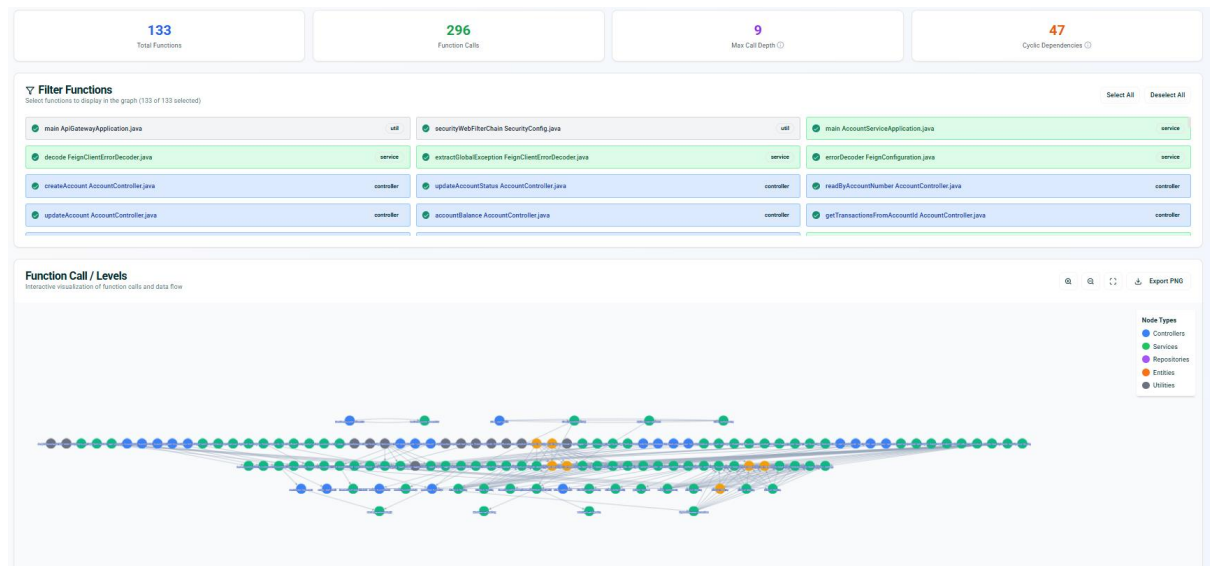 133
Total Functions
296
Function Calls
9
Max Call Depth
47
Cyclic Dependencies
Filter Functions
Select functions to display in the graph (133 of 133 selected)
Select All
Deselect All
main ApiGatewayApplication.java util
securityWebFilterChain SecurityConfig.java util
main AccountServiceApplication.java service
decode FeignClientErrorDecoder.java service
extractGlobalException FeignClientErrorDecoder.java service
errorDecoder FeignConfiguration.java service
createAccount AccountController.java controller
updateAccountStatus AccountController.java controller
readByAccountNumber AccountController.java controller
updateAccount AccountController.java controller
accountBalance AccountController.java controller
getTransactionsFromAccountId AccountController.java controller
Function Call / Levels
Interactive visualization of function calls and data flow
Export PNG
Node Types
Controllers
Services
Repositories
Entities
Utilities